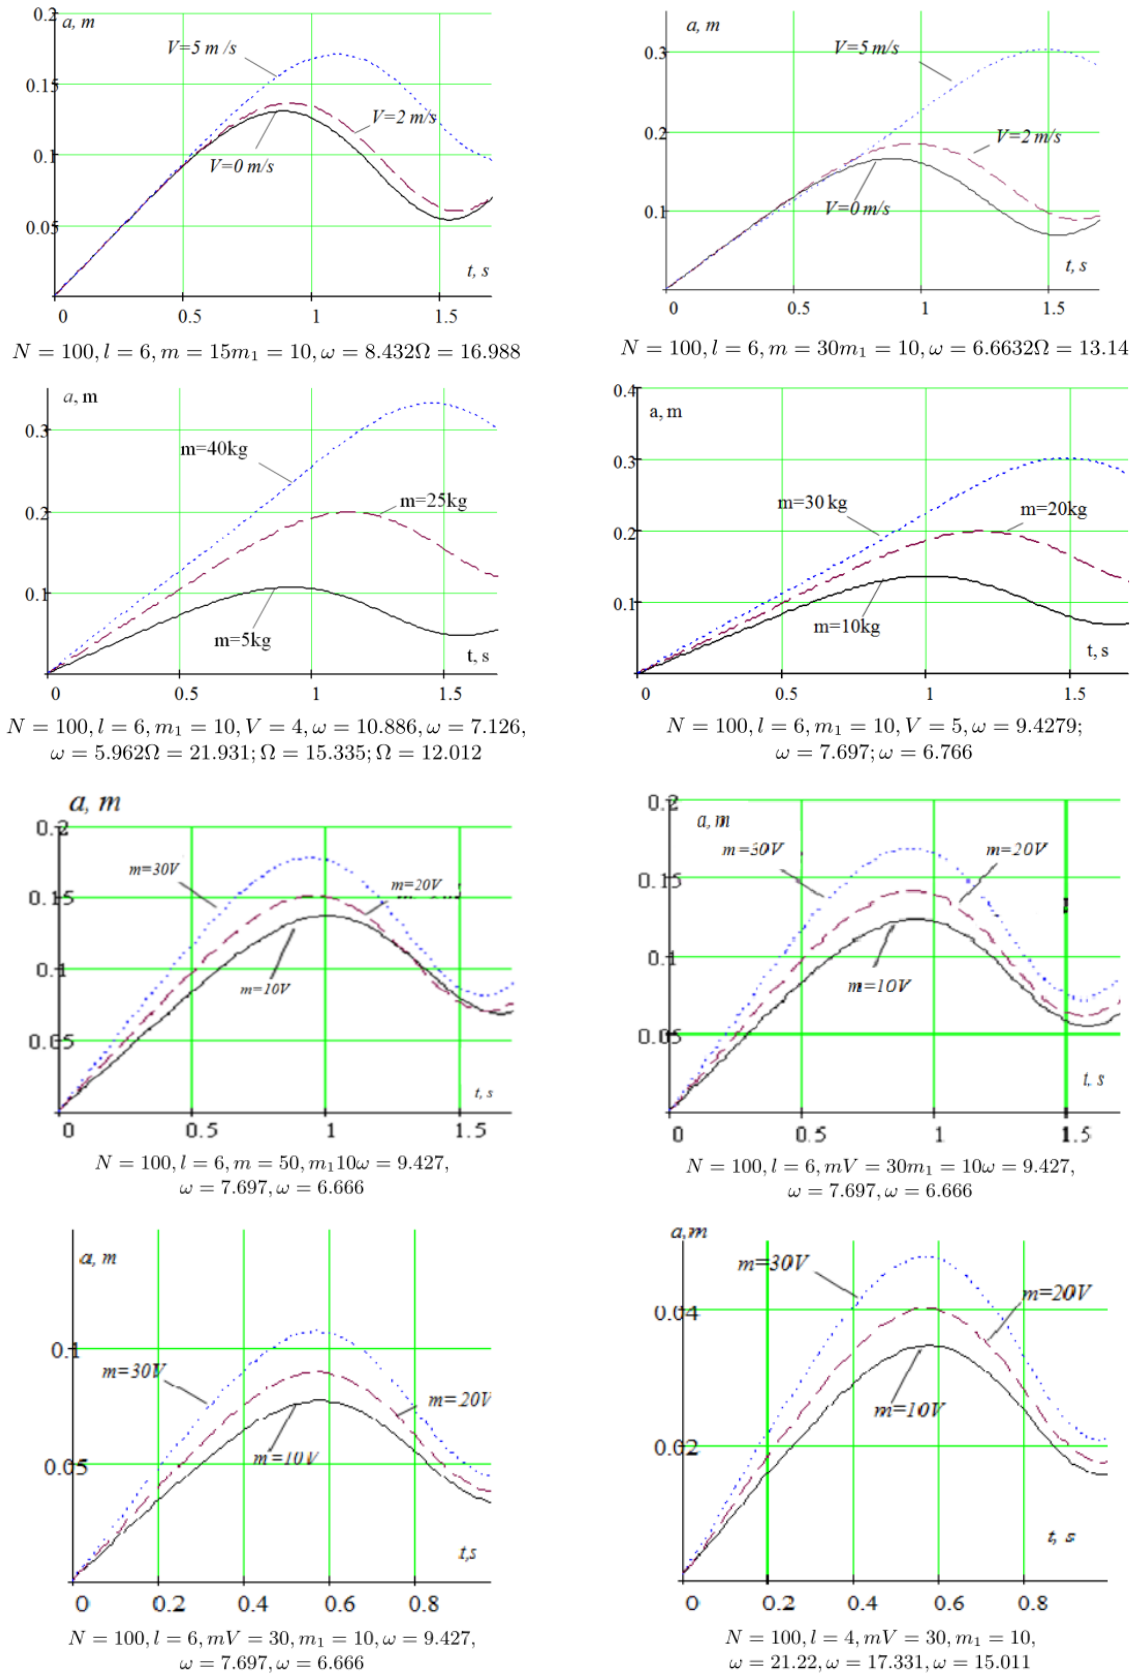 0.2
a, m
V=5 m /s
0.15
V=2 m/s
0.1
V=0 m/s
0.05
t, s
0 0.5 1 1.5
N = 100, l = 6, m = 15m₁ = 10, ω = 8.432Ω = 16.988
a, m
0.3
V=5 m/s
0.2
V=2 m/s
V=0 m/s
0.1
t, s
0 0.5 1 1.5
N = 100, l = 6, m = 30m₁ = 10, ω = 6.6632Ω = 13.14
a, m
0.3
m=40kg
m=25kg
0.2
0.1
m=5kg
t, s
0 0.5 1 1.5
N = 100, l = 6, m₁ = 10, V = 4, ω = 10.886, ω = 7.126,
ω = 5.962Ω = 21.931; Ω = 15.335; Ω = 12.012
0.4
a, m
0.3
m=30 kg
m=20kg
0.2
0.1
m=10kg
t, s
0 0.5 1 1.5
N = 100, l = 6, m₁ = 10, V = 5, ω = 9.4279;
ω = 7.697; ω = 6.766
a, m
0.2
m=30V
m=20V
0.15
m=10V
0.1
0.05
t, s
0 0.5 1 1.5
N = 100, l = 6, m = 50, m₁10ω = 9.427,
ω = 7.697, ω = 6.666
0.2
a, m
m=30V
m=20V
0.15
m=10V
0.1
0.05
t, s
0 0.5 1 1.5
N = 100, l = 6, mV = 30m₁ = 10ω = 9.427,
ω = 7.697, ω = 6.666
a, m
0.1
m=30V
m=20V
m=10V
0.05
t,s
0 0.2 0.4 0.6 0.8
N = 100, l = 6, mV = 30, m₁ = 10, ω = 9.427,
ω = 7.697, ω = 6.666
a,m
m=30V
m=20V
0.04
m=10V
0.02
t, s
0 0.2 0.4 0.6 0.8
N = 100, l = 4, mV = 30, m₁ = 10,
ω = 21.22, ω = 17.331, ω = 15.011